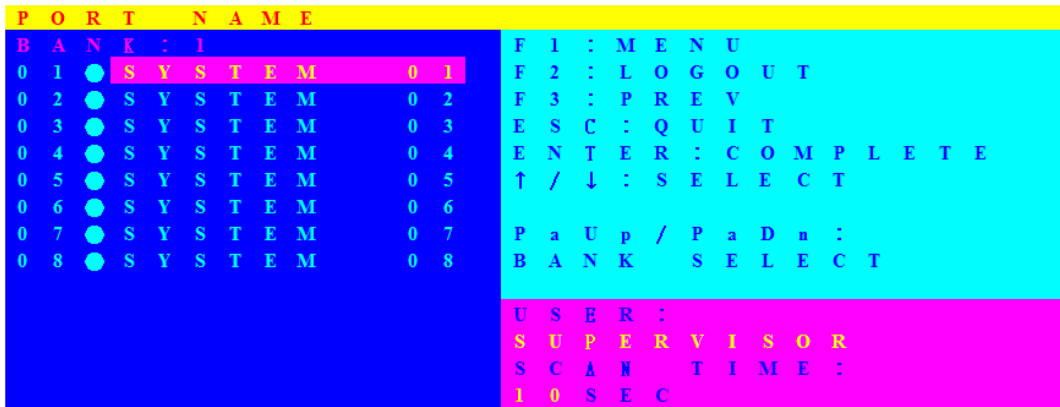 PORT NAME
BANK:1
01 ● SYSTEM 01
02 ● SYSTEM 02
03 ● SYSTEM 03
04 ● SYSTEM 04
05 ● SYSTEM 05
06 ● SYSTEM 06
07 ● SYSTEM 07
08 ● SYSTEM 08
F1:MENU
F2:LOGOUT
F3:PREV
ESC:QUIT
ENTER:COMPLETE
↑/↓:SELECT
PaUp/PaDn:
BANK SELECT
USER:
SUPERVISOR
SCAN TIME:
10SEC